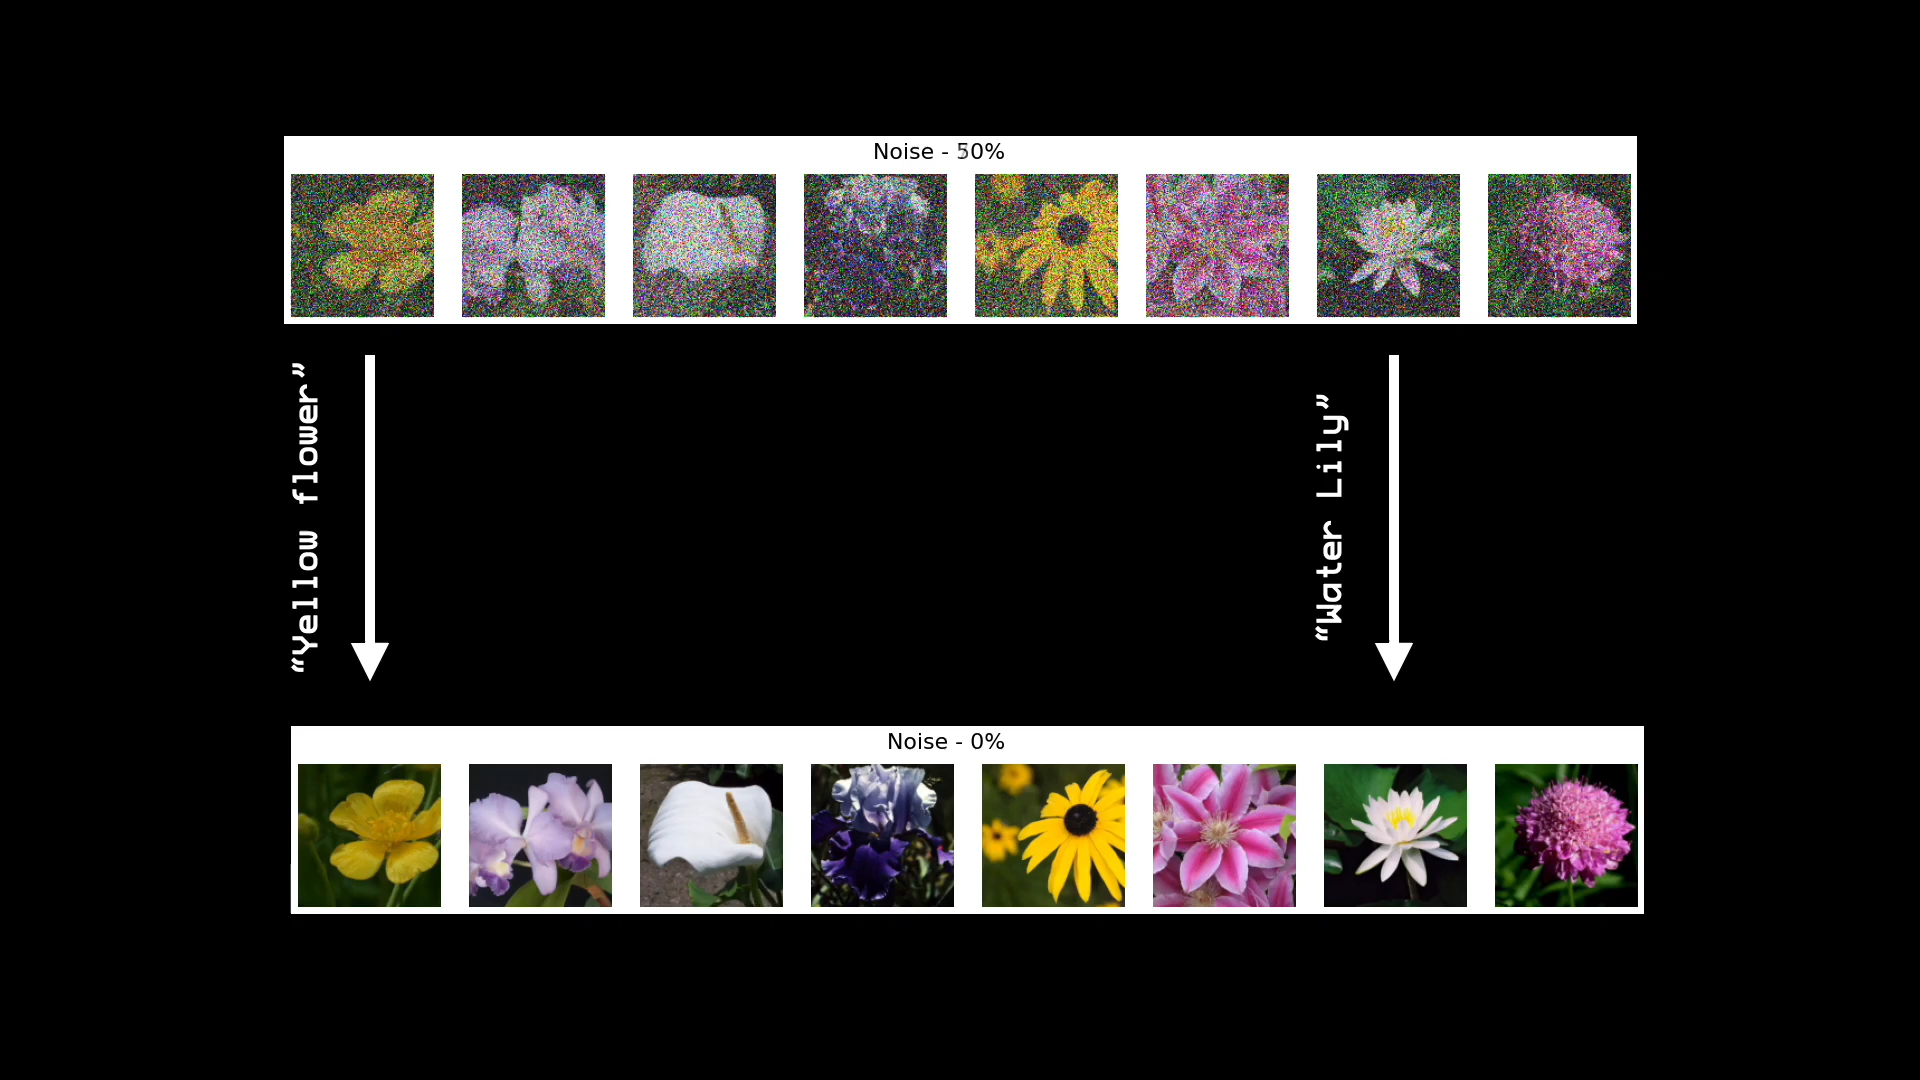 Noise - 50%
“Yellow flower”
“Water Lily”
Noise - 0%